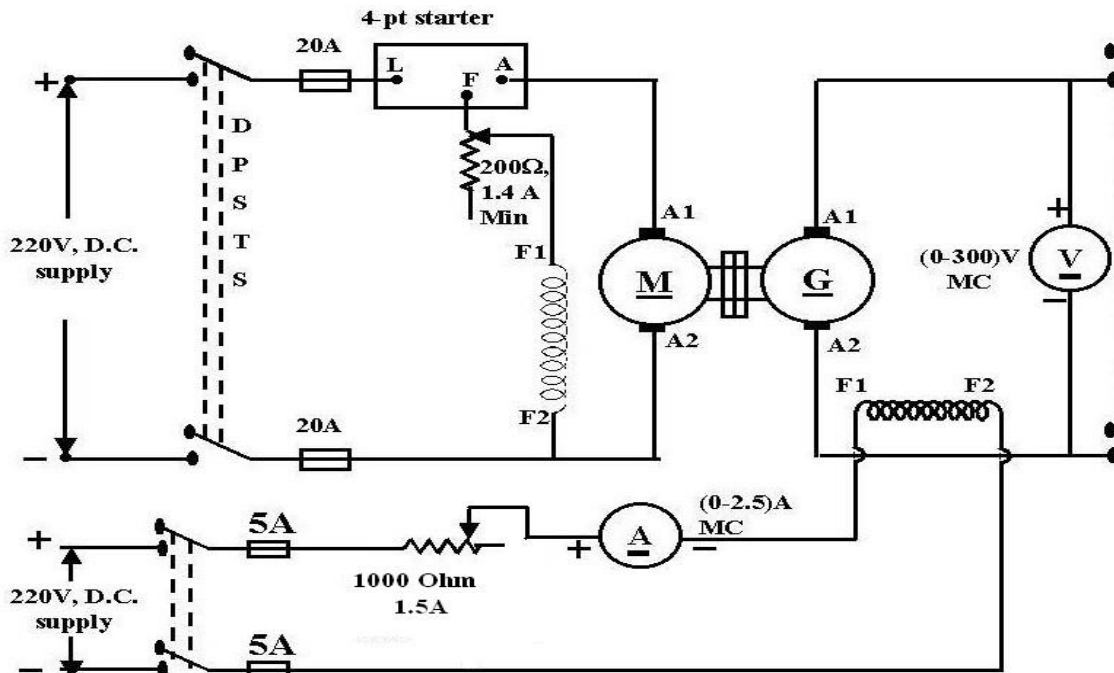 4-pt starter
20A
L
A
F
+
D
P
S
T
S
200Ω,
1.4 A
Min
220V, D.C.
supply
F1
F2
A1
M
A2
A1
G
A2
+
(0-300)V
MC
V
–
F1
F2
20A
–
(0-2.5)A
MC
+
5A
+
A
–
1000 Ohm
1.5A
220V, D.C.
supply
5A
–